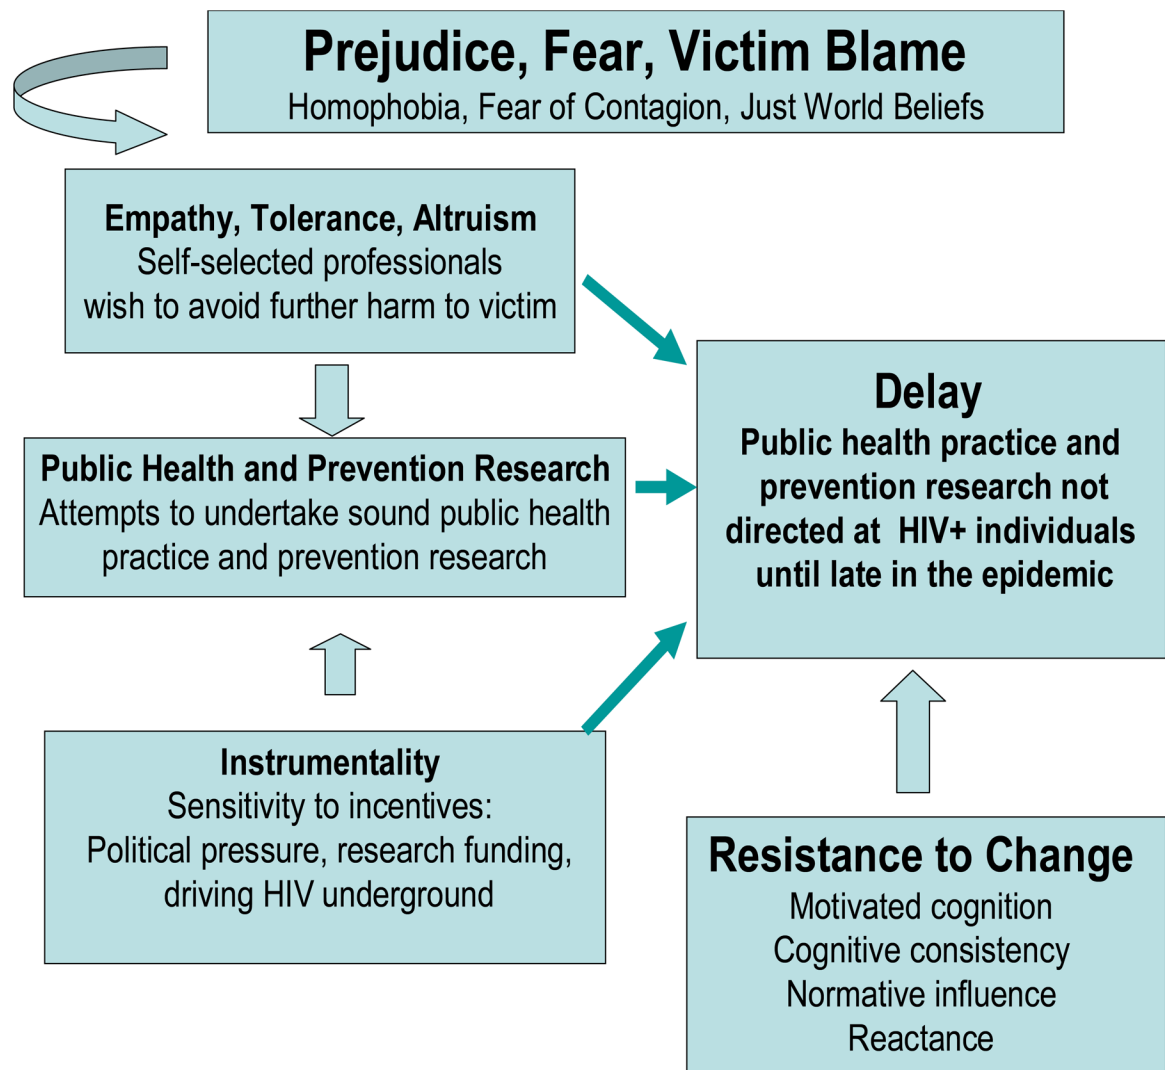 Prejudice, Fear, Victim Blame
Homophobia, Fear of Contagion, Just World Beliefs
Empathy, Tolerance, Altruism
Self-selected professionals
wish to avoid further harm to victim
Public Health and Prevention Research
Attempts to undertake sound public health
practice and prevention research
Delay
Public health practice and
prevention research not
directed at HIV+ individuals
until late in the epidemic
Instrumentality
Sensitivity to incentives:
Political pressure, research funding,
driving HIV underground
Resistance to Change
Motivated cognition
Cognitive consistency
Normative influence
Reactance